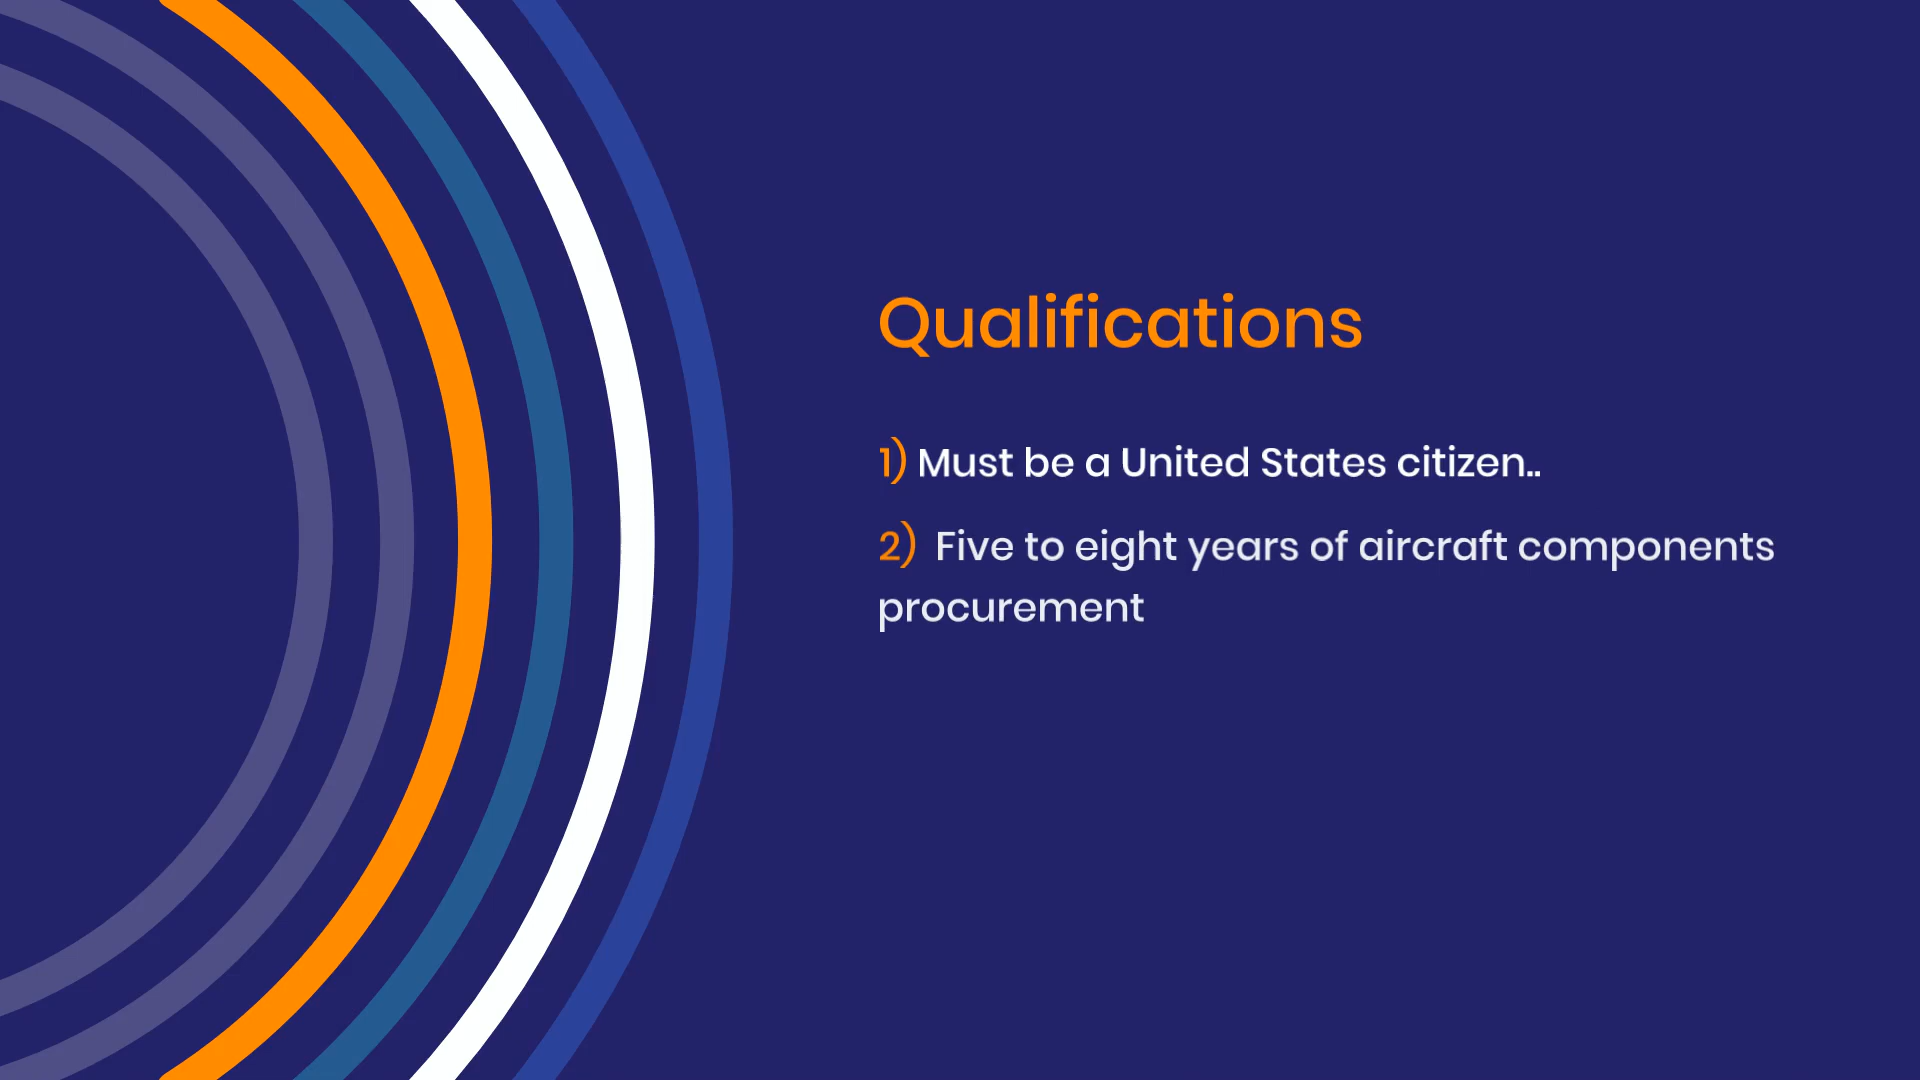 Qualifications
1) Must be a United States citizen..
2) Five to eight years of aircraft components
procurement